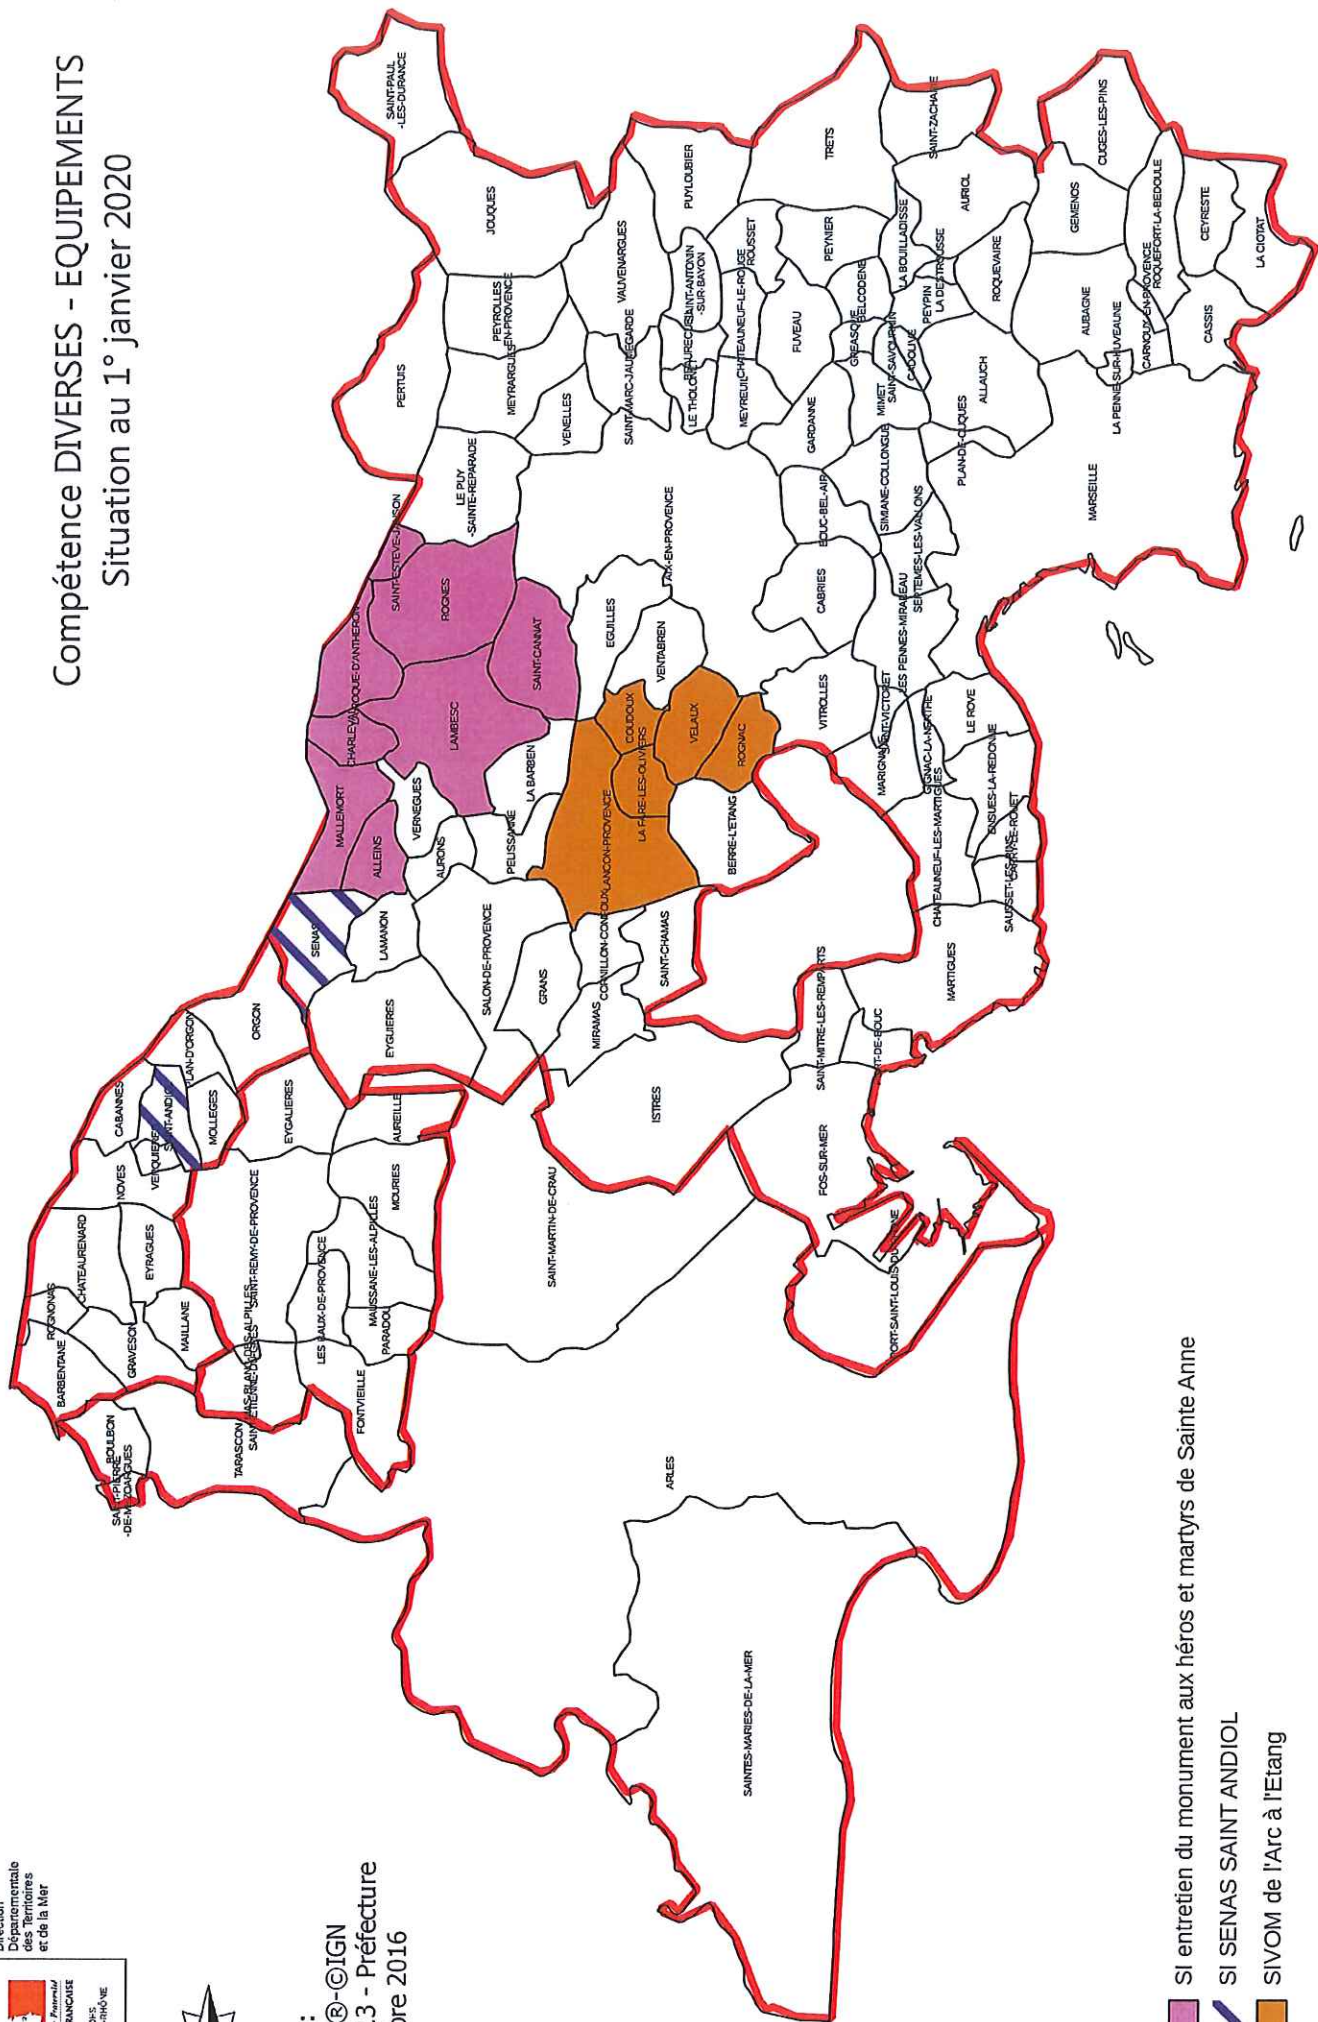 Compétence DIVERSES - EQUIPEMENTS
Situation au 1° janvier 2020
Direction
Départementale
des Territoires
et de la Mer
®-©IGN
13 - Préfecture
bre 2016
SAINT-PAUL
-LES-DURANCE
JOUQUES
PERTUIS
PEYROLLES
-EN-PROVENCE
MEYRARGUES
VENELLES
LE PUY
-SAINTE-REPARADE
SAINT-ESTEVE-JANSON
ROGNES
LA ROQUE-D'ANTHERON
CHARLEVAL
LAMBESC
SAINT-CANNAT
MALLEMORT
ALLEINS
VERNEGUES
AURONS
LA BARBEN
PELISSANNE
SENAS
LAMANON
EYGUIERES
SALON-DE-PROVENCE
GRANS
MIRAMAS
CORNILLON-CONFOUX
LANCON-PROVENCE
SAINT-CHAMAS
LA FARE-LES-OLIVIERS
COUDOUX
VELAUX
ROGNAC
BERRE-L'ETANG
VENTABREN
EGUILLES
AIX-EN-PROVENCE
VAUVENARGUES
SAINT-MARC-JAUMEGARDE
PUYLOUBIER
SAINT-ANTONIN
-SUR-BAYON
BEAURECUEIL
LE THOLONET
CHATEAUNEUF-LE-ROUGE
ROUSSET
MEYREUIL
FUVEAU
TRETS
PEYNIER
BELCODENE
GREASQUE
GARDANNE
MIMET
SAINT-SAVOURNIN
CADOLIVE
PEYPIN
LA DESTROUSSE
LA BOUILLADISSE
SAINT-ZACHARIE
AURIOL
ROQUEVAIRE
ALLAUCH
PLAN-DE-CUQUES
SIMIANE-COLLONGUE
BOUC-BEL-AIR
CABRIES
SEPTEMES-LES-VALLONS
LES PENNES-MIRABEAU
VITROLLES
SAINT-VICTORET
MARIGNANE
GIGNAC-LA-NERTHE
LE ROVE
ENSUES-LA-REDONNE
CARRY-LE-ROUET
SAUSSET-LES-PINS
CHATEAUNEUF-LES-MARTIGUES
MARTIGUES
SAINT-MITRE-LES-REMPARTS
PORT-DE-BOUC
ISTRES
FOS-SUR-MER
PORT-SAINT-LOUIS-DU-RHONE
MARSEILLE
AUBAGNE
LA PENNE-SUR-HUVEAUNE
GEMENOS
CUGES-LES-PINS
CARNOUX-EN-PROVENCE
ROQUEFORT-LA-BEDOULE
CASSIS
CEYRESTE
LA CIOTAT
ORGON
PLAN-D'ORGON
CABANNES
SAINT-ANDIOL
VERQUIERES
MOLLEGES
EYGALIERES
NOVES
CHATEAURENARD
EYRAGUES
ROGNONAS
BARBENTANE
GRAVESON
MAILLANE
BOULBON
SAINT-PIERRE
-DE-MEZOARGUES
TARASCON
SAINT-REMY-DE-PROVENCE
MAS-BLANC-DES-ALPILLES
SAINT-ETIENNE-DU-GRES
LES BAUX-DE-PROVENCE
MAUSSANE-LES-ALPILLES
PARADOU
FONTVIEILLE
MOURIES
AUREILLE
SAINT-MARTIN-DE-CRAU
ARLES
SAINTES-MARIES-DE-LA-MER
SI entretien du monument aux héros et martyrs de Sainte Anne
SI SENAS SAINT ANDIOL
SIVOM de l'Arc à l'Etang